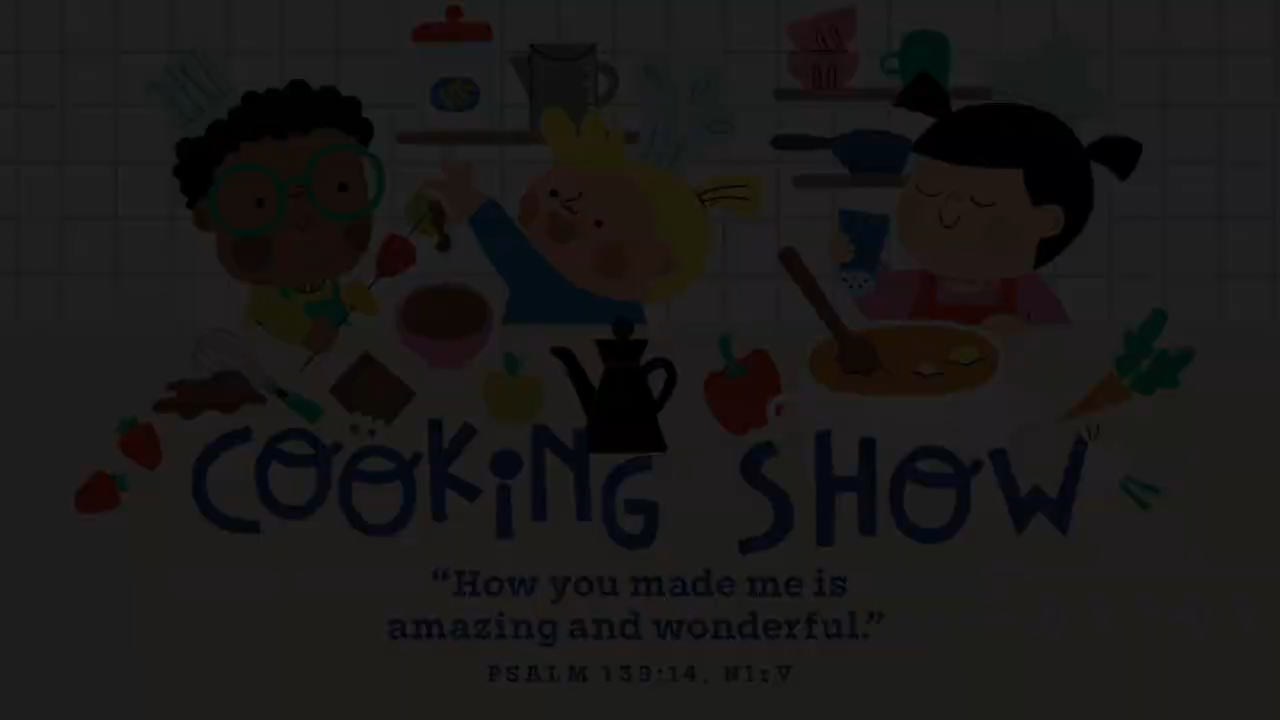 COOKiNG SHOW
“How you made me is
amazing and wonderful.”
PSALM 139:14, NIrV